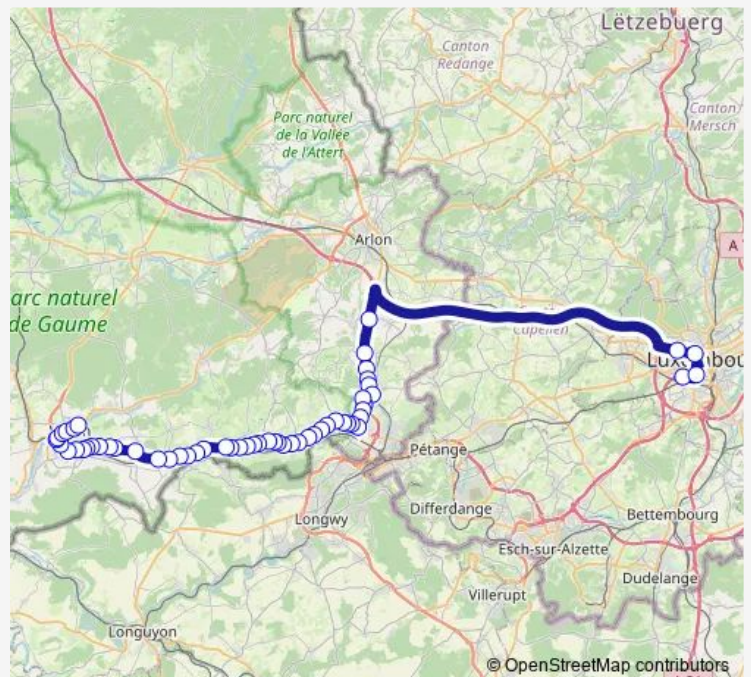 Lëtzebuerg
Canton
Redange
Canton
Mersch
Parc naturel
de la Vallée
de l'Attert
A
Arlon
arc naturel
de Gaume
Capellen
Pétange
Differdange
Bettembourg
Longwy
Esch-sur-Alzette
Dudelange
Villerupt
Longuyon
© OpenStreetMap contributors